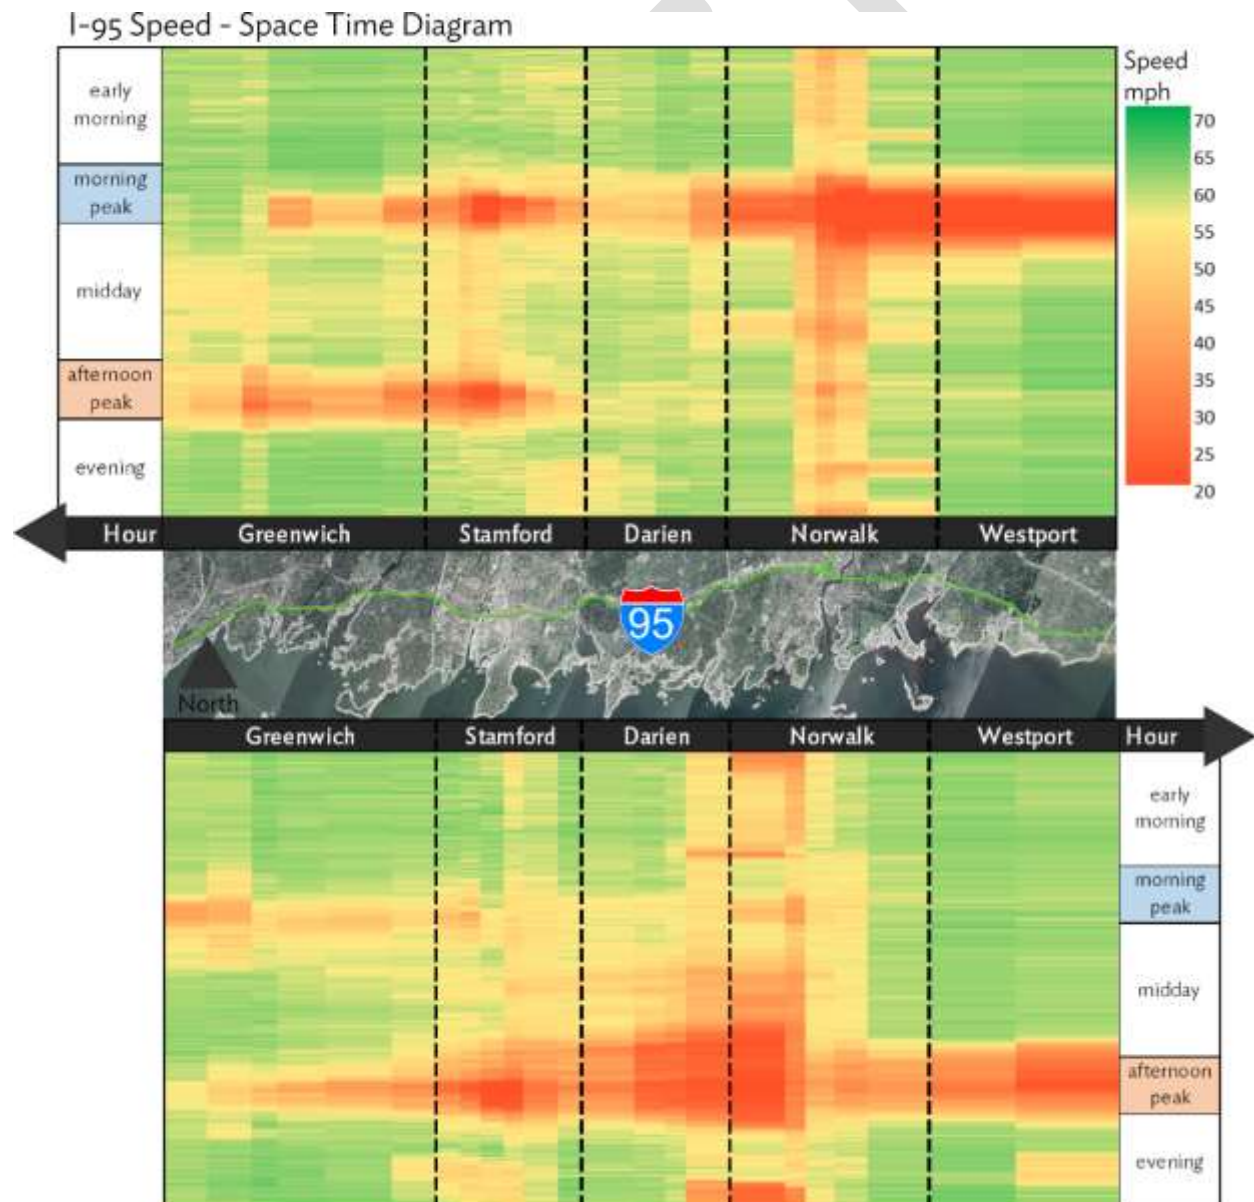 I-95 Speed - Space Time Diagram
early
morning
morning
peak
midday
afternoon
peak
evening
Speed
mph
70
65
60
55
50
45
40
35
30
25
20
Hour Greenwich Stamford Darien Norwalk Westport
95
North
Greenwich Stamford Darien Norwalk Westport Hour
early
morning
morning
peak
midday
afternoon
peak
evening